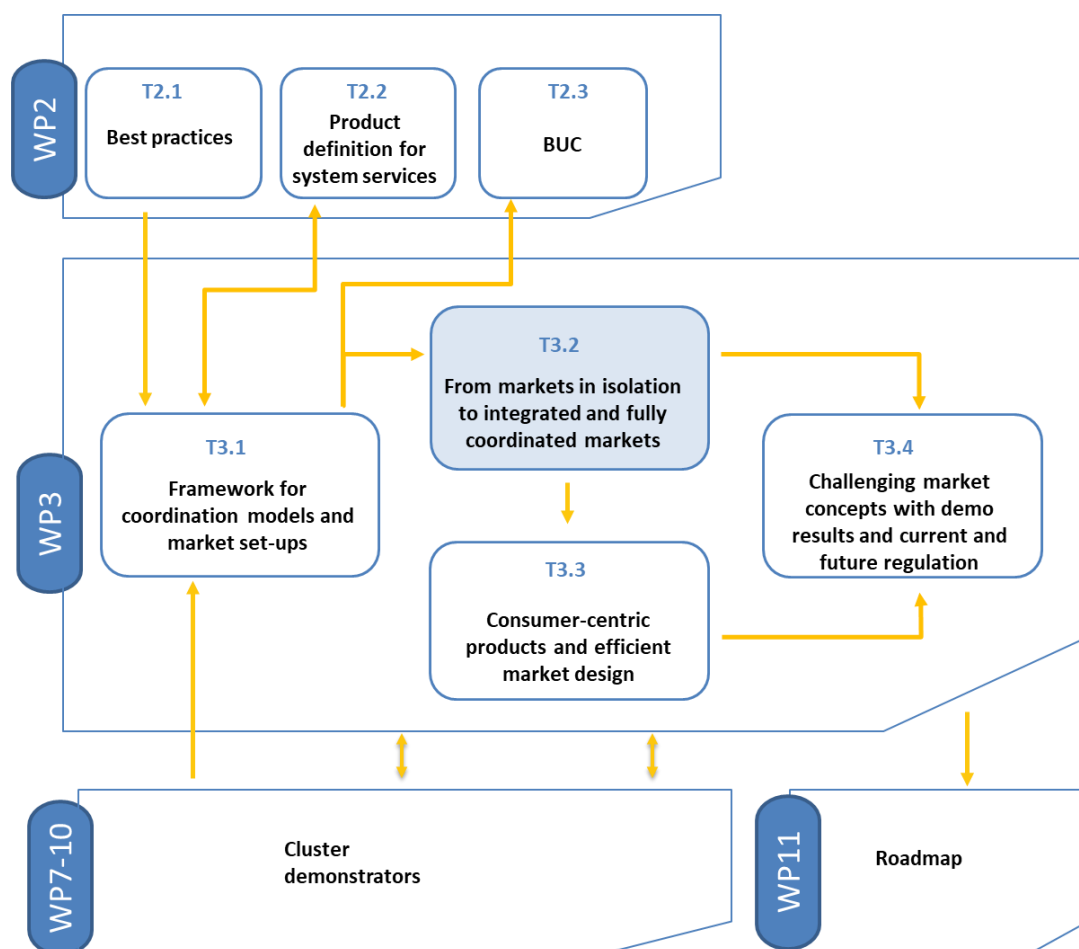 WP2
T2.1
Best practices
T2.2
Product
definition for
system services
T2.3
BUC
WP3
T3.1
Framework for
coordination models and
market set-ups
T3.2
From markets in isolation
to integrated and fully
coordinated markets
T3.3
Consumer-centric
products and efficient
market design
T3.4
Challenging market
concepts with demo
results and current and
future regulation
WP7-10
Cluster
demonstrators
WP11
Roadmap